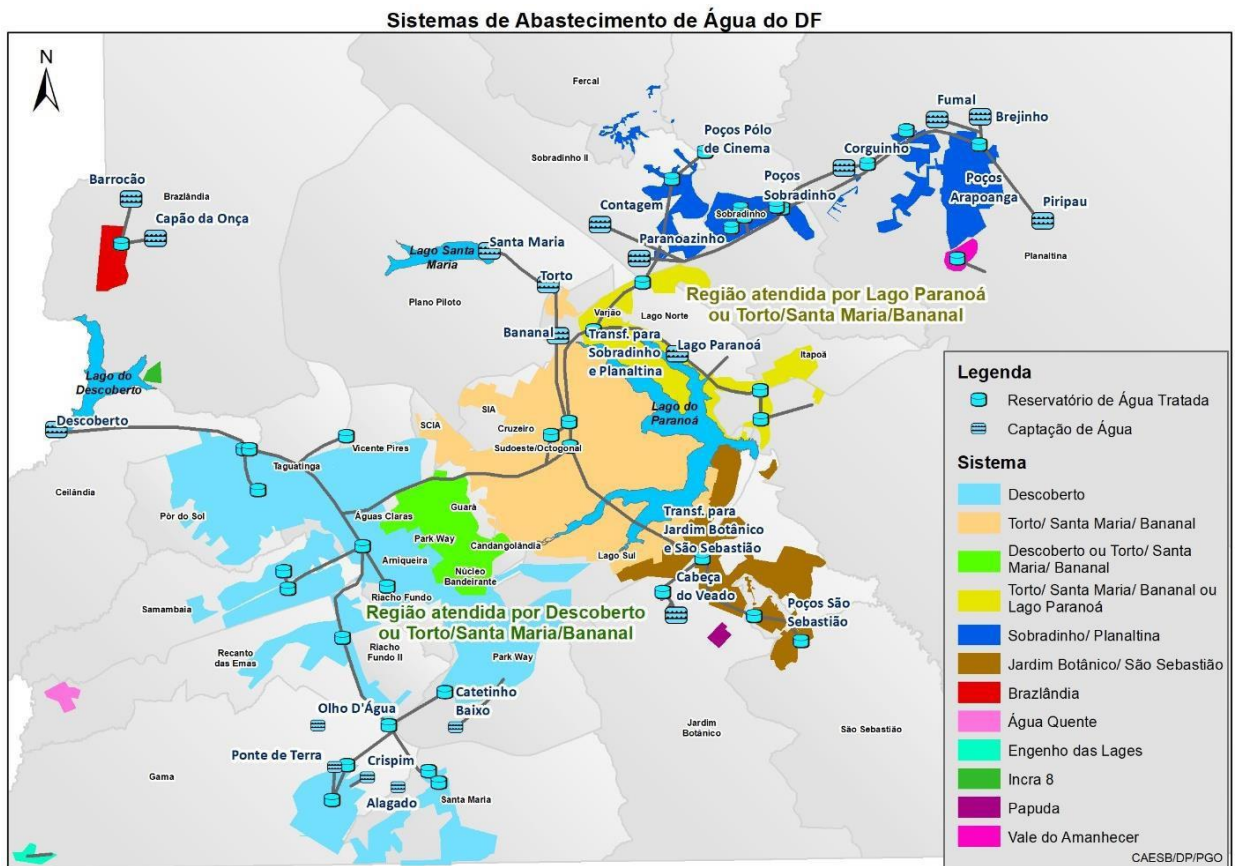 Sistemas de Abastecimento de Água do DF
N
Fercal
Fumal
Brejinho
Poços Pólo
de Cinema
Sobradinho II
Corguinho
Barrocão
Brazlândia
Poços
Sobradinho
Poços
Arapoanga
Capão da Onça
Contagem
Sobradinho
Piripau
Santa Maria
Lago Santa
Maria
Paranoazinho
Planaltina
Torto
Plano Piloto
Região atendida por Lago Paranoá
ou Torto/Santa Maria/Bananal
Varjão
Lago Norte
Bananal
Transf. para
Sobradinho
e Planaltina
Lago Paranoá
Itapoã
Lago do
Descoberto
Lago do
Paranoá
Descoberto
SIA
SCIA
Cruzeiro
Sudoeste/Octogonal
Vicente Pires
Taguatinga
Ceilândia
Pôr do Sol
Águas Claras
Guará
Park Way
Candangolândia
Arniqueira
Núcleo
Bandeirante
Lago Sul
Transf. para
Jardim Botânico
e São Sebastião
Cabeça
do Veado
Poços São
Sebastião
Samambaia
Riacho Fundo
Região atendida por Descoberto
ou Torto/Santa Maria/Bananal
Recanto
das Emas
Riacho
Fundo II
Park Way
Catetinho
Baixo
Olho D'Água
Jardim
Botânico
São Sebastião
Ponte de Terra
Crispim
Gama
Alagado
Santa Maria
Legenda
Reservatório de Água Tratada
Captação de Água
Sistema
Descoberto
Torto/ Santa Maria/ Bananal
Descoberto ou Torto/ Santa
Maria/ Bananal
Torto/ Santa Maria/ Bananal ou
Lago Paranoá
Sobradinho/ Planaltina
Jardim Botânico/ São Sebastião
Brazlândia
Água Quente
Engenho das Lages
Incra 8
Papuda
Vale do Amanhecer
CAESB/DP/PGO